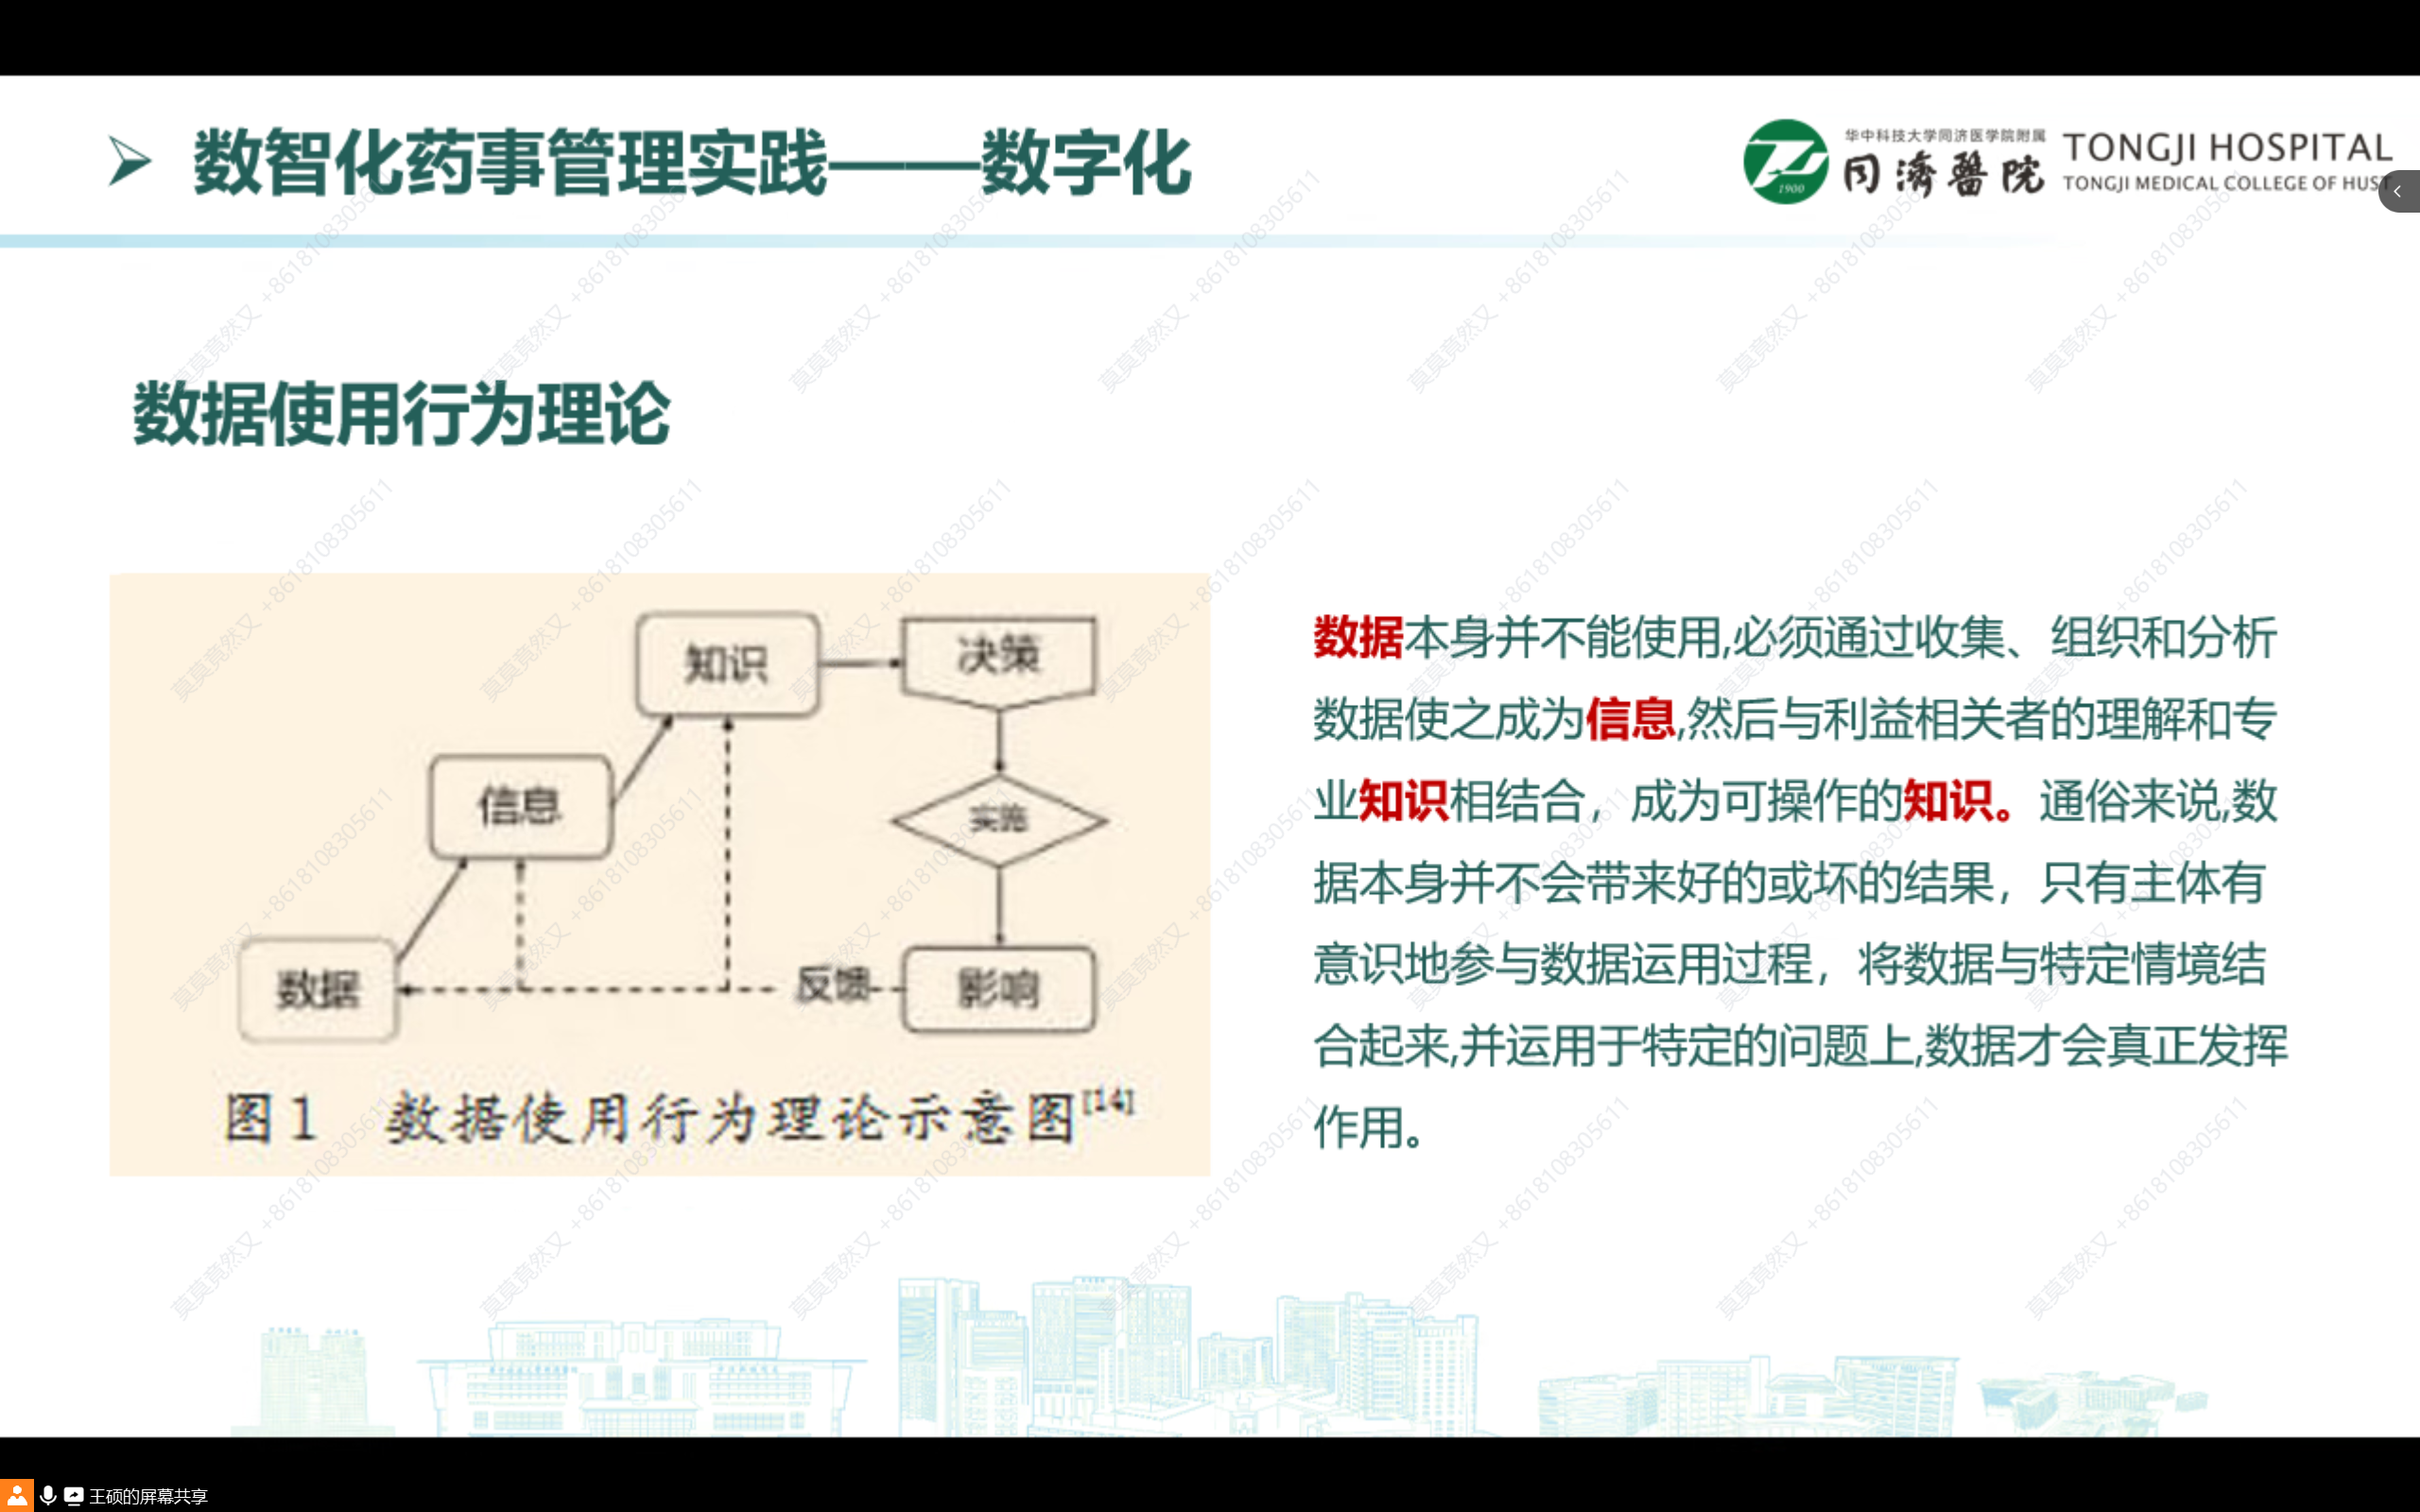 数智化药事管理实践——数字化
华中科技大学同济医学院附属
同濟醫院
TONGJI HOSPITAL
TONGJI MEDICAL COLLEGE OF HUST
1900
数据使用行为理论
知识
决策
信息
实施
数据
反馈
影响
图1 数据使用行为理论示意图[14]
数据本身并不能使用,必须通过收集、组织和分析
数据使之成为信息,然后与利益相关者的理解和专
业知识相结合，成为可操作的知识。通俗来说,数
据本身并不会带来好的或坏的结果，只有主体有
意识地参与数据运用过程，将数据与特定情境结
合起来,并运用于特定的问题上,数据才会真正发挥
作用。
莫莫竟然又 +8618108305611
王硕的屏幕共享